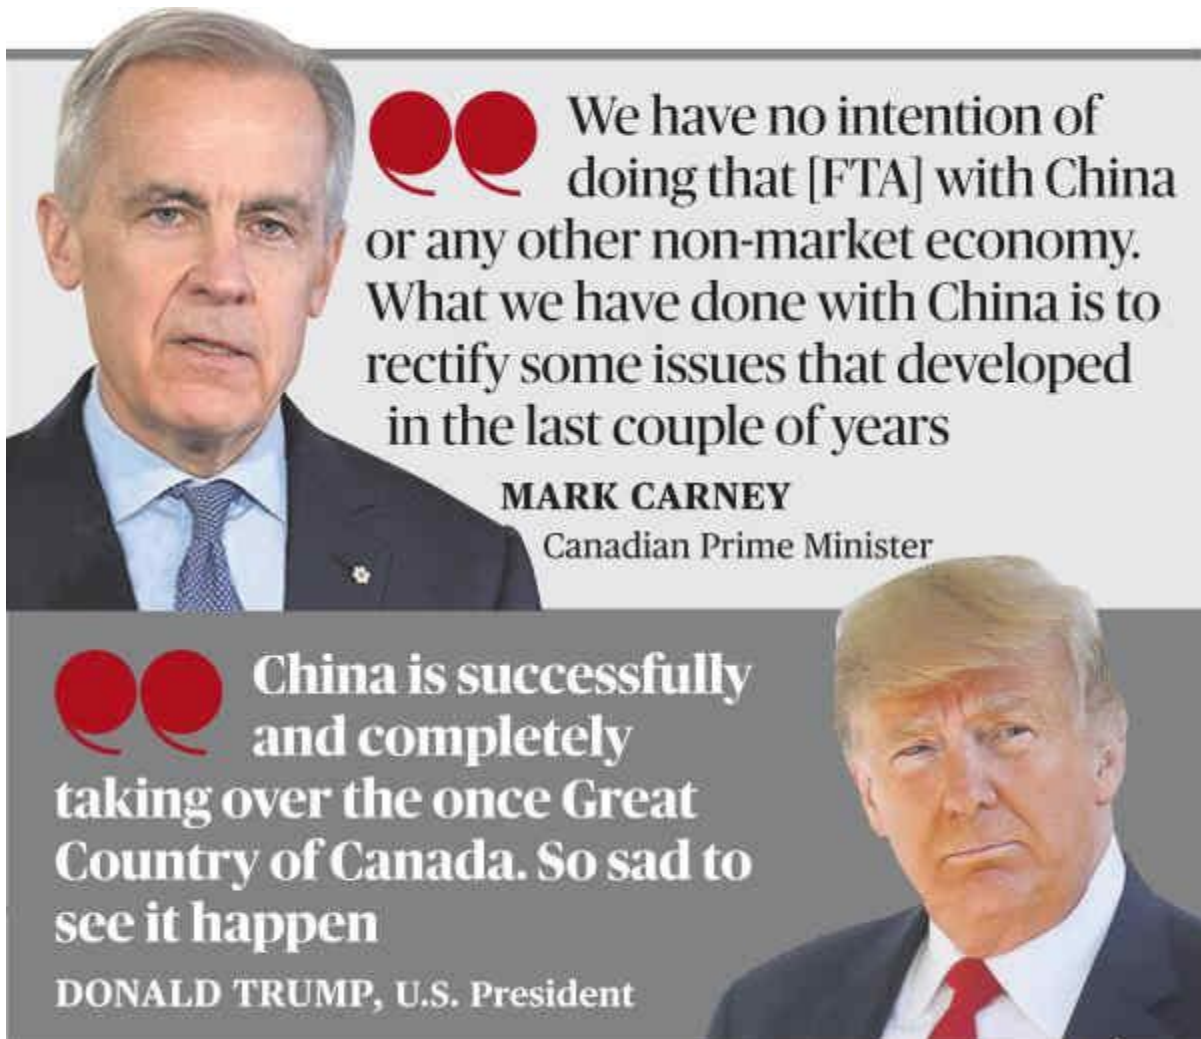 We have no intention of
doing that [FTA] with China
or any other non-market economy.
What we have done with China is to
rectify some issues that developed
in the last couple of years
MARK CARNEY
Canadian Prime Minister
China is successfully
and completely
taking over the once Great
Country of Canada. So sad to
see it happen
DONALD TRUMP, U.S. President